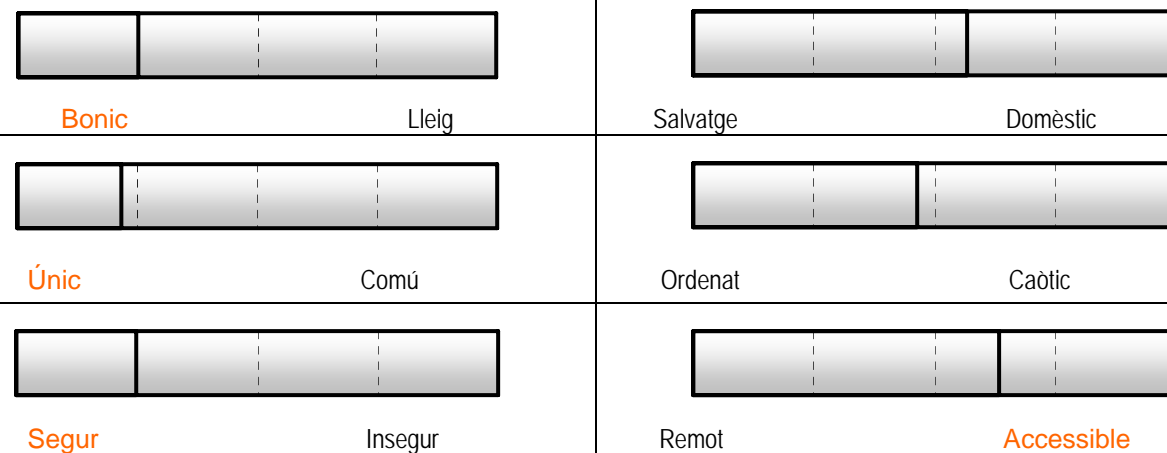 Bonic Lleig Salvatge Domèstic
Únic Comú Ordenat Caòtic
Segur Insegur Remot Accessible